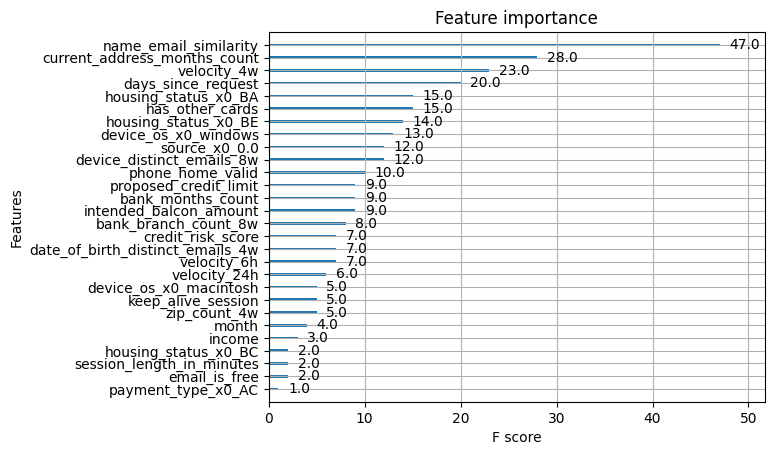 Feature importance
name_email_similarity 47.0
current_address_months_count 28.0
velocity_4w 23.0
days_since_request 20.0
housing_status_x0_BA 15.0
has_other_cards 15.0
housing_status_x0_BE 14.0
device_os_x0_windows 13.0
source_x0_0.0 12.0
device_distinct_emails_8w 12.0
phone_home_valid 10.0
proposed_credit_limit 9.0
bank_months_count 9.0
intended_balcon_amount 9.0
bank_branch_count_8w 8.0
credit_risk_score 7.0
date_of_birth_distinct_emails_4w 7.0
velocity_6h 7.0
velocity_24h 6.0
device_os_x0_macintosh 5.0
keep_alive_session 5.0
zip_count_4w 5.0
month 4.0
income 3.0
housing_status_x0_BC 2.0
session_length_in_minutes 2.0
email_is_free 2.0
payment_type_x0_AC 1.0
Features
0 10 20 30 40 50
F score